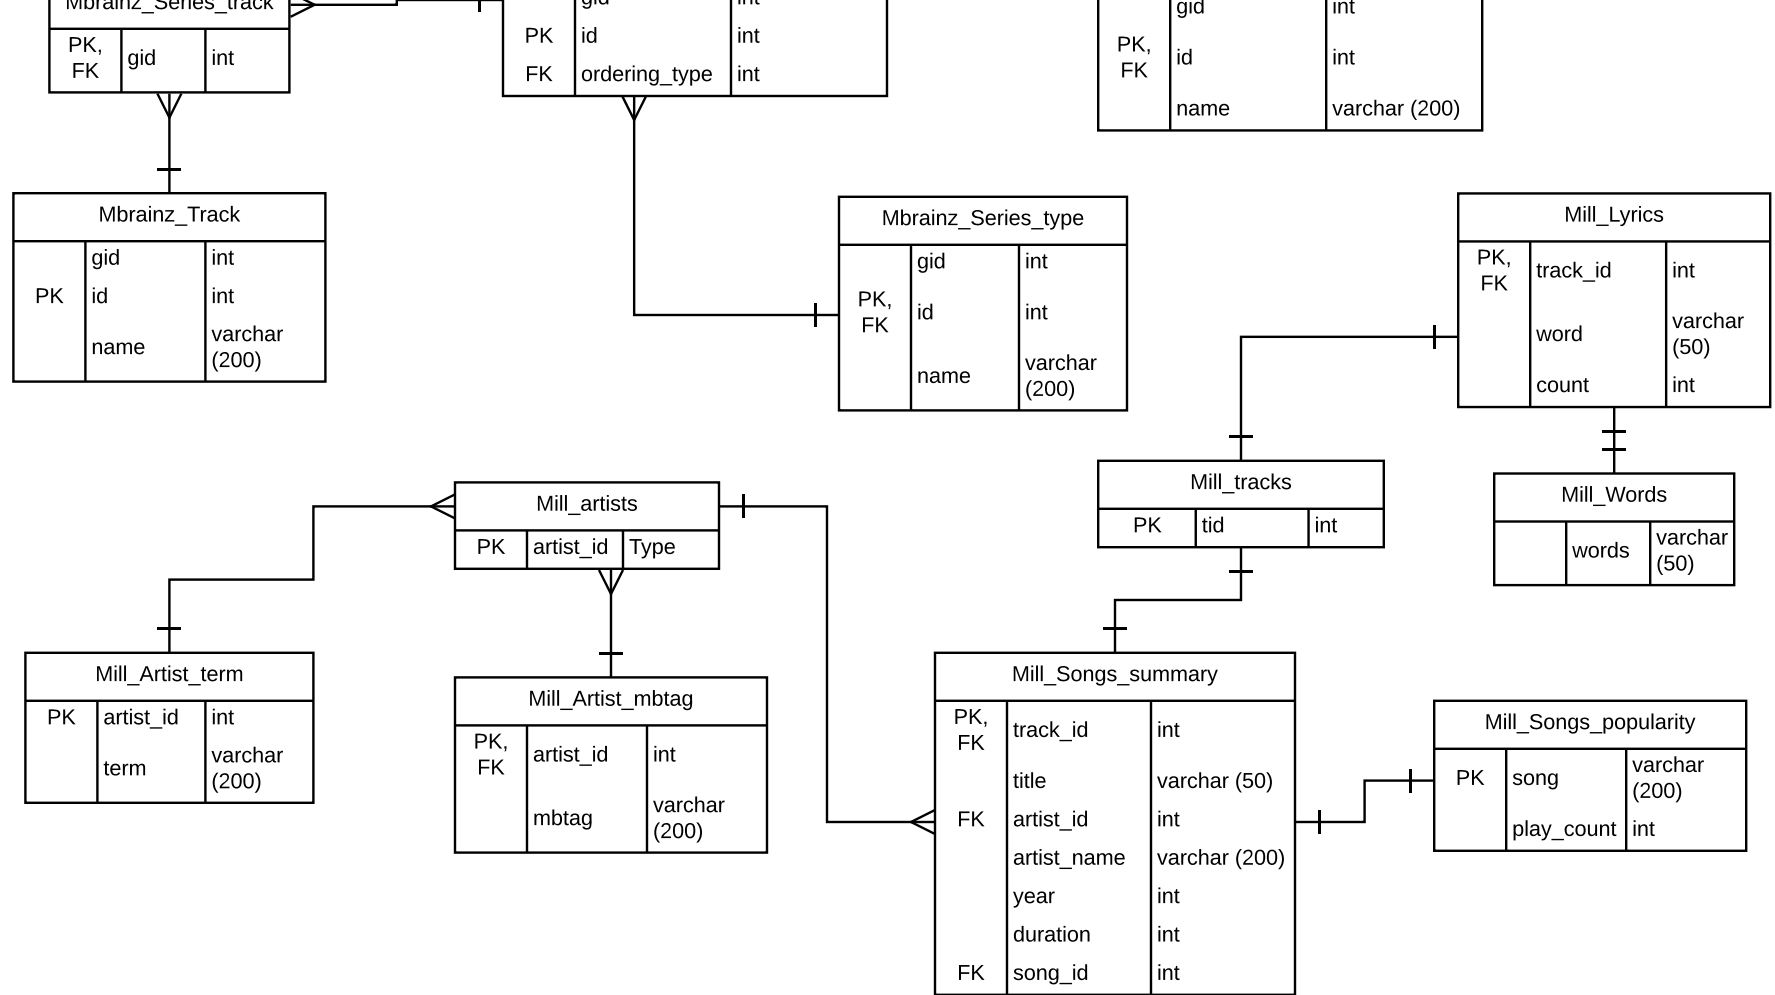 Mbrainz_Series_track
PK,
FK
gid
int
gid
int
PK
id
int
FK
ordering_type
int
gid
int
PK,
FK
id
int
name
varchar (200)
Mbrainz_Track
gid
int
PK
id
int
name
varchar
(200)
Mbrainz_Series_type
gid
int
PK,
FK
id
int
name
varchar
(200)
Mill_Lyrics
PK,
FK
track_id
int
word
varchar
(50)
count
int
Mill_artists
PK
artist_id
Type
Mill_tracks
PK
tid
int
Mill_Words
words
varchar
(50)
Mill_Artist_term
PK
artist_id
int
term
varchar
(200)
Mill_Artist_mbtag
PK,
FK
artist_id
int
mbtag
varchar
(200)
Mill_Songs_summary
PK,
FK
track_id
int
title
varchar (50)
FK
artist_id
int
artist_name
varchar (200)
year
int
duration
int
FK
song_id
int
Mill_Songs_popularity
PK
song
varchar
(200)
play_count
int